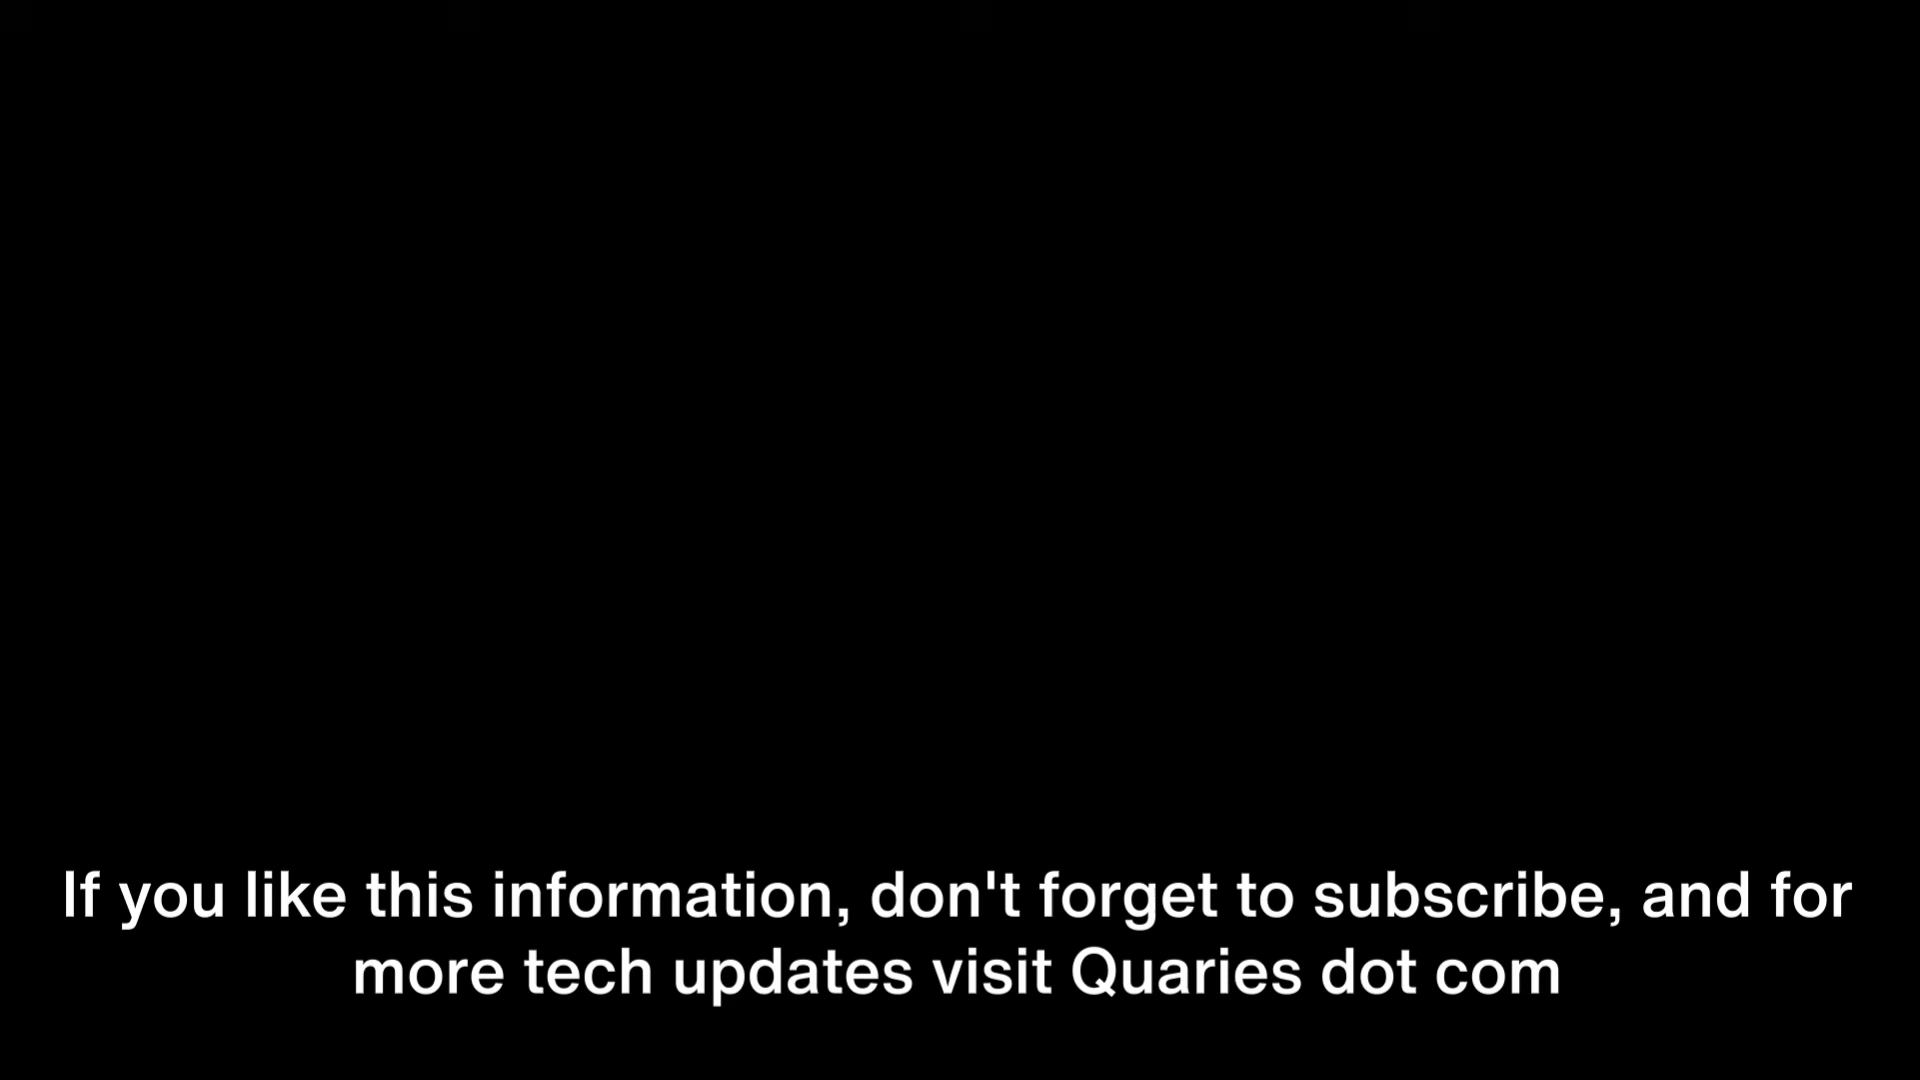 If you like this information, don't forget to subscribe, and for
more tech updates visit Quaries dot com